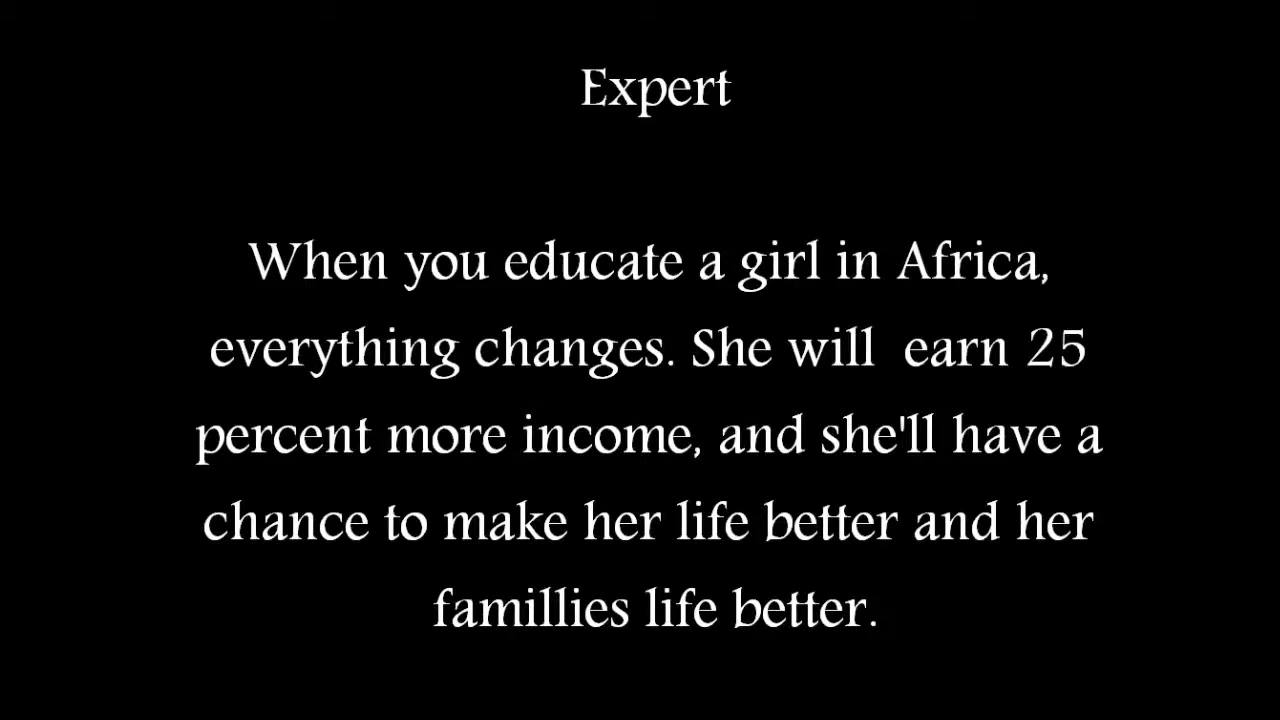 Expert
When you educate a girl in Africa,
everything changes. She will  earn 25
percent more income, and she'll have a
chance to make her life better and her
famillies life better.